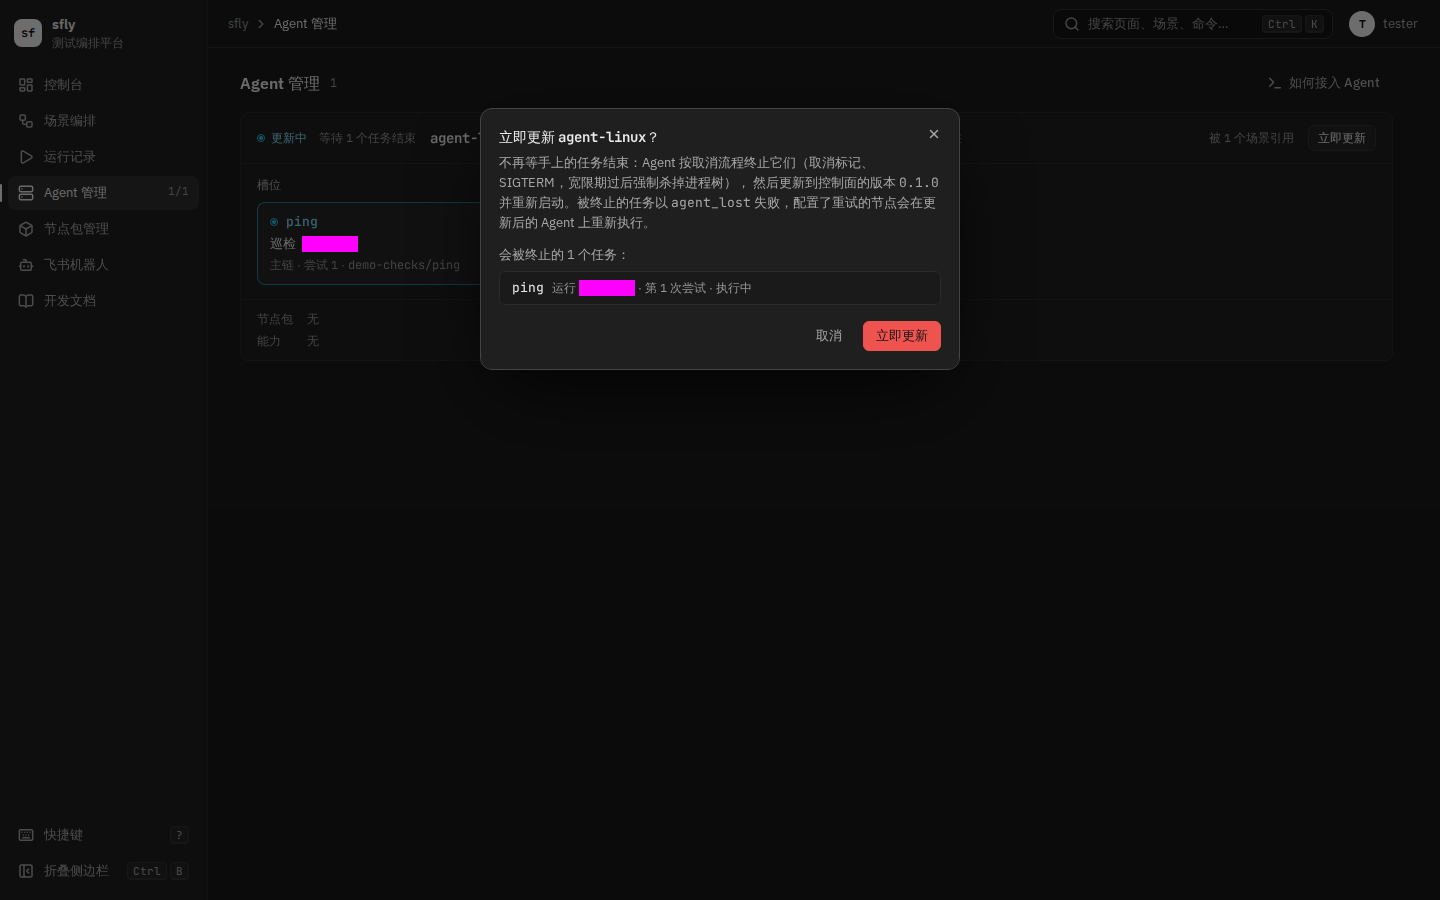 sf
sfly
测试编排平台
控制台
场景编排
运行记录
Agent 管理 1/1
节点包管理
飞书机器人
开发文档
快捷键 ?
折叠侧边栏 Ctrl B
sfly > Agent 管理
搜索页面、场景、命令... Ctrl K
T tester
Agent 管理 1
如何接入 Agent
更新中 等待 1 个任务结束
被 1 个场景引用 立即更新
槽位
ping
巡检
主链 · 尝试 1 · demo-checks/ping
节点包 无
能力 无
立即更新 agent-linux？
不再等手上的任务结束：Agent 按取消流程终止它们（取消标记、
SIGTERM，宽限期过后强制杀掉进程树），然后更新到控制面的版本 0.1.0
并重新启动。被终止的任务以 agent_lost 失败，配置了重试的节点会在更
新后的 Agent 上重新执行。
会被终止的 1 个任务：
ping 运行 · 第 1 次尝试 · 执行中
取消
立即更新